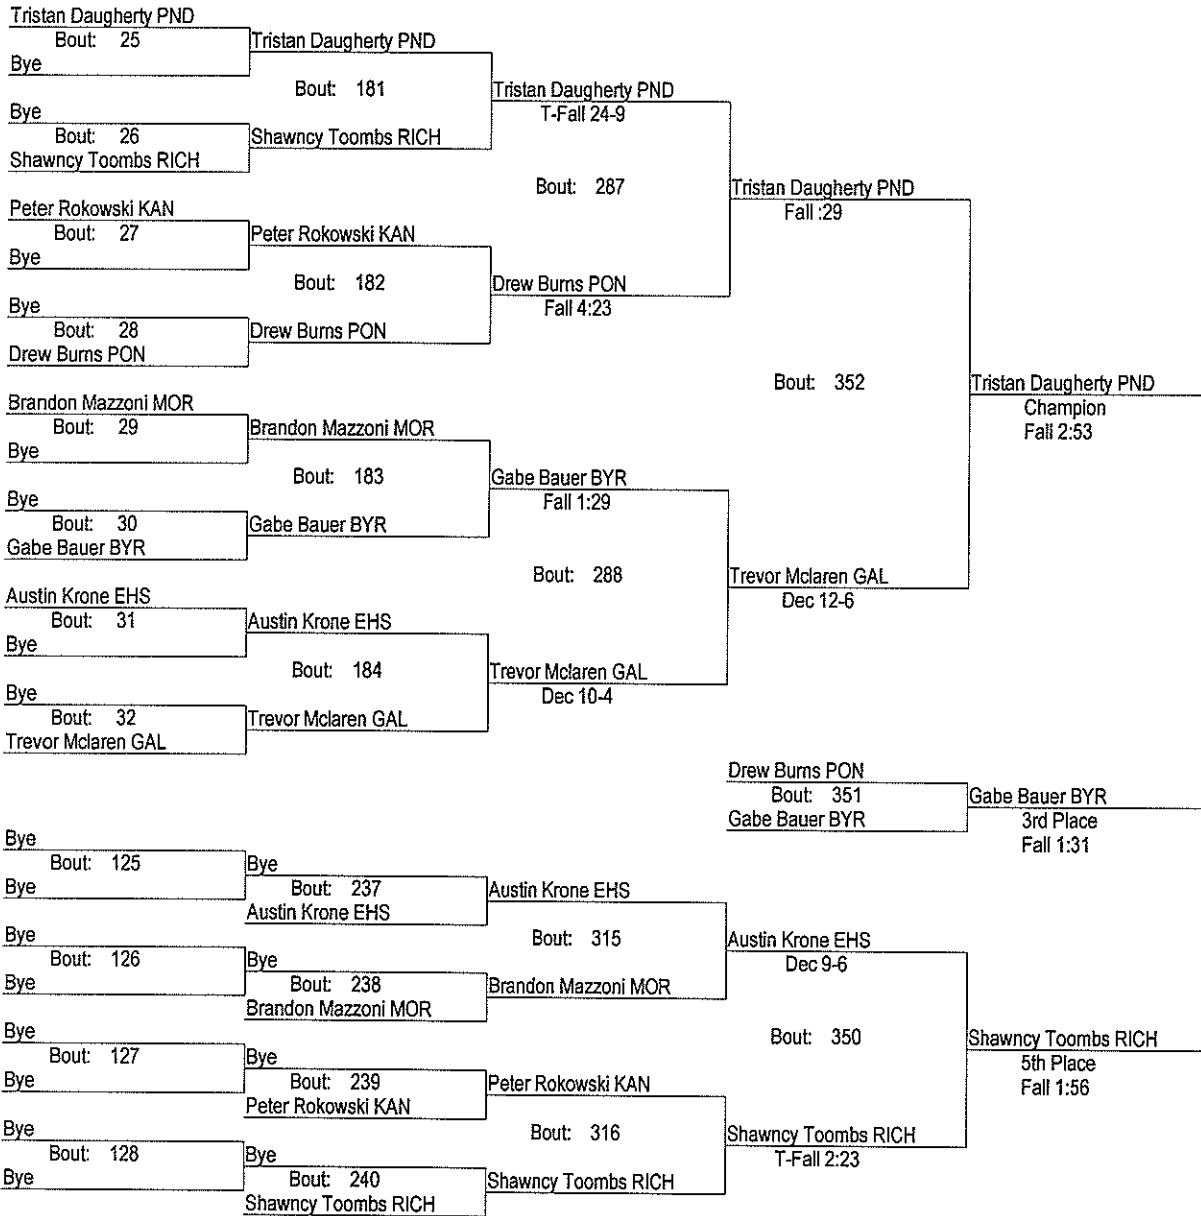 Tristan Daugherty PND
Bout: 25
Bye
Tristan Daugherty PND
Bout: 181
Bye
Bout: 26
Shawncy Toombs RICH
Shawncy Toombs RICH
Tristan Daugherty PND
T-Fall 24-9
Bout: 287
Peter Rokowski KAN
Bout: 27
Bye
Peter Rokowski KAN
Bout: 182
Bye
Bout: 28
Drew Burns PON
Drew Burns PON
Drew Burns PON
Fall 4:23
Tristan Daugherty PND
Fall :29
Bout: 352
Brandon Mazzoni MOR
Bout: 29
Bye
Brandon Mazzoni MOR
Bout: 183
Bye
Bout: 30
Gabe Bauer BYR
Gabe Bauer BYR
Gabe Bauer BYR
Fall 1:29
Bout: 288
Austin Krone EHS
Bout: 31
Bye
Austin Krone EHS
Bout: 184
Bye
Bout: 32
Trevor Mclaren GAL
Trevor Mclaren GAL
Trevor Mclaren GAL
Dec 10-4
Trevor Mclaren GAL
Dec 12-6
Tristan Daugherty PND
Champion
Fall 2:53
Drew Burns PON
Bout: 351
Gabe Bauer BYR
Gabe Bauer BYR
3rd Place
Fall 1:31
Bye
Bout: 125
Bye
Bye
Bout: 237
Austin Krone EHS
Austin Krone EHS
Bout: 315
Bye
Bout: 126
Bye
Bye
Bout: 238
Brandon Mazzoni MOR
Brandon Mazzoni MOR
Austin Krone EHS
Dec 9-6
Bout: 350
Bye
Bout: 127
Bye
Bye
Bout: 239
Peter Rokowski KAN
Peter Rokowski KAN
Bout: 316
Bye
Bout: 128
Bye
Bye
Bout: 240
Shawncy Toombs RICH
Shawncy Toombs RICH
Shawncy Toombs RICH
T-Fall 2:23
Shawncy Toombs RICH
5th Place
Fall 1:56